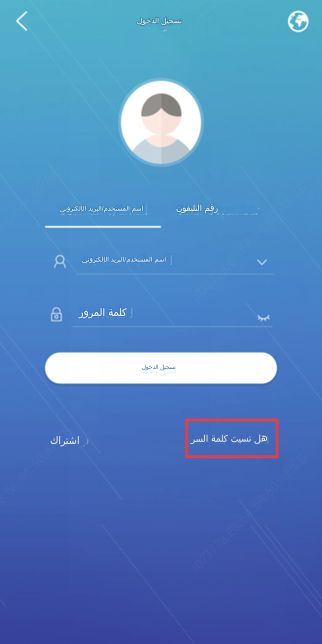 تسجيل الدخول
اسم المستخدم/البريد الالكتروني
رقم التليفون
اسم المستخدم/البريد الالكتروني
كلمة المرور
تسجيل الدخول
هل نسيت كلمة السر
اشتراك